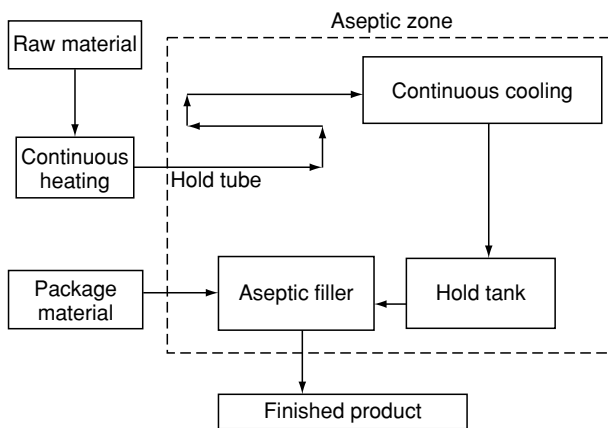 Aseptic zone
Raw material
Continuous cooling
Continuous
heating
Hold tube
Package
material
Aseptic filler
Hold tank
Finished product